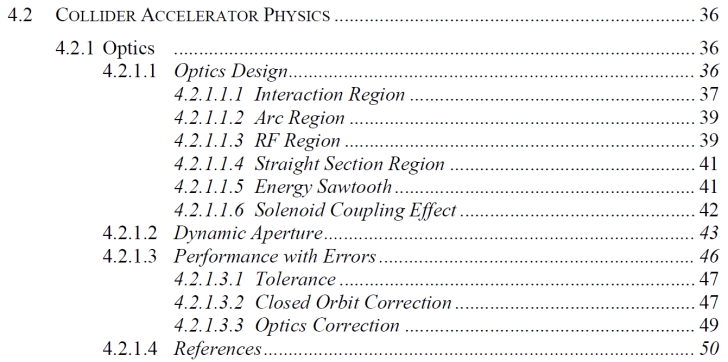 4.2 COLLIDER ACCELERATOR PHYSICS ........................................ 36
4.2.1 Optics ........................................ 36
4.2.1.1 Optics Design ........................................ 36
4.2.1.1.1 Interaction Region ........................................ 37
4.2.1.1.2 Arc Region ........................................ 39
4.2.1.1.3 RF Region ........................................ 39
4.2.1.1.4 Straight Section Region ........................................ 41
4.2.1.1.5 Energy Sawtooth ........................................ 41
4.2.1.1.6 Solenoid Coupling Effect ........................................ 42
4.2.1.2 Dynamic Aperture ........................................ 43
4.2.1.3 Performance with Errors ........................................ 46
4.2.1.3.1 Tolerance ........................................ 47
4.2.1.3.2 Closed Orbit Correction ........................................ 47
4.2.1.3.3 Optics Correction ........................................ 49
4.2.1.4 References ........................................ 50